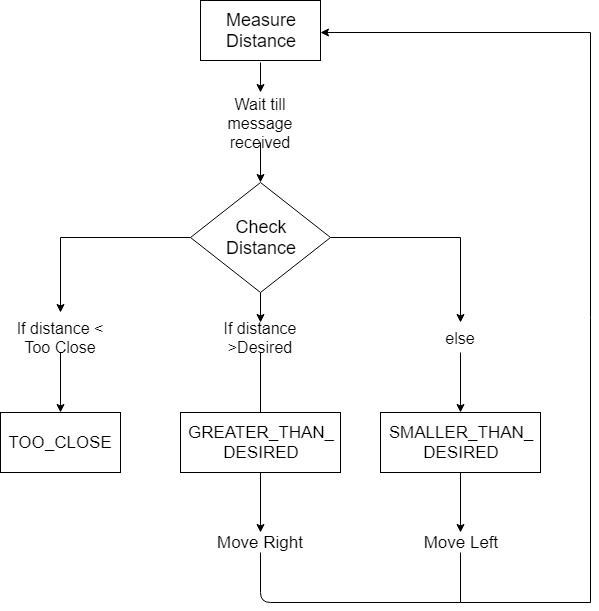 Measure
Distance
Wait till
message
received
Check
Distance
If distance <
Too Close
If distance
>Desired
else
TOO_CLOSE
GREATER_THAN_
DESIRED
SMALLER_THAN_
DESIRED
Move Right
Move Left